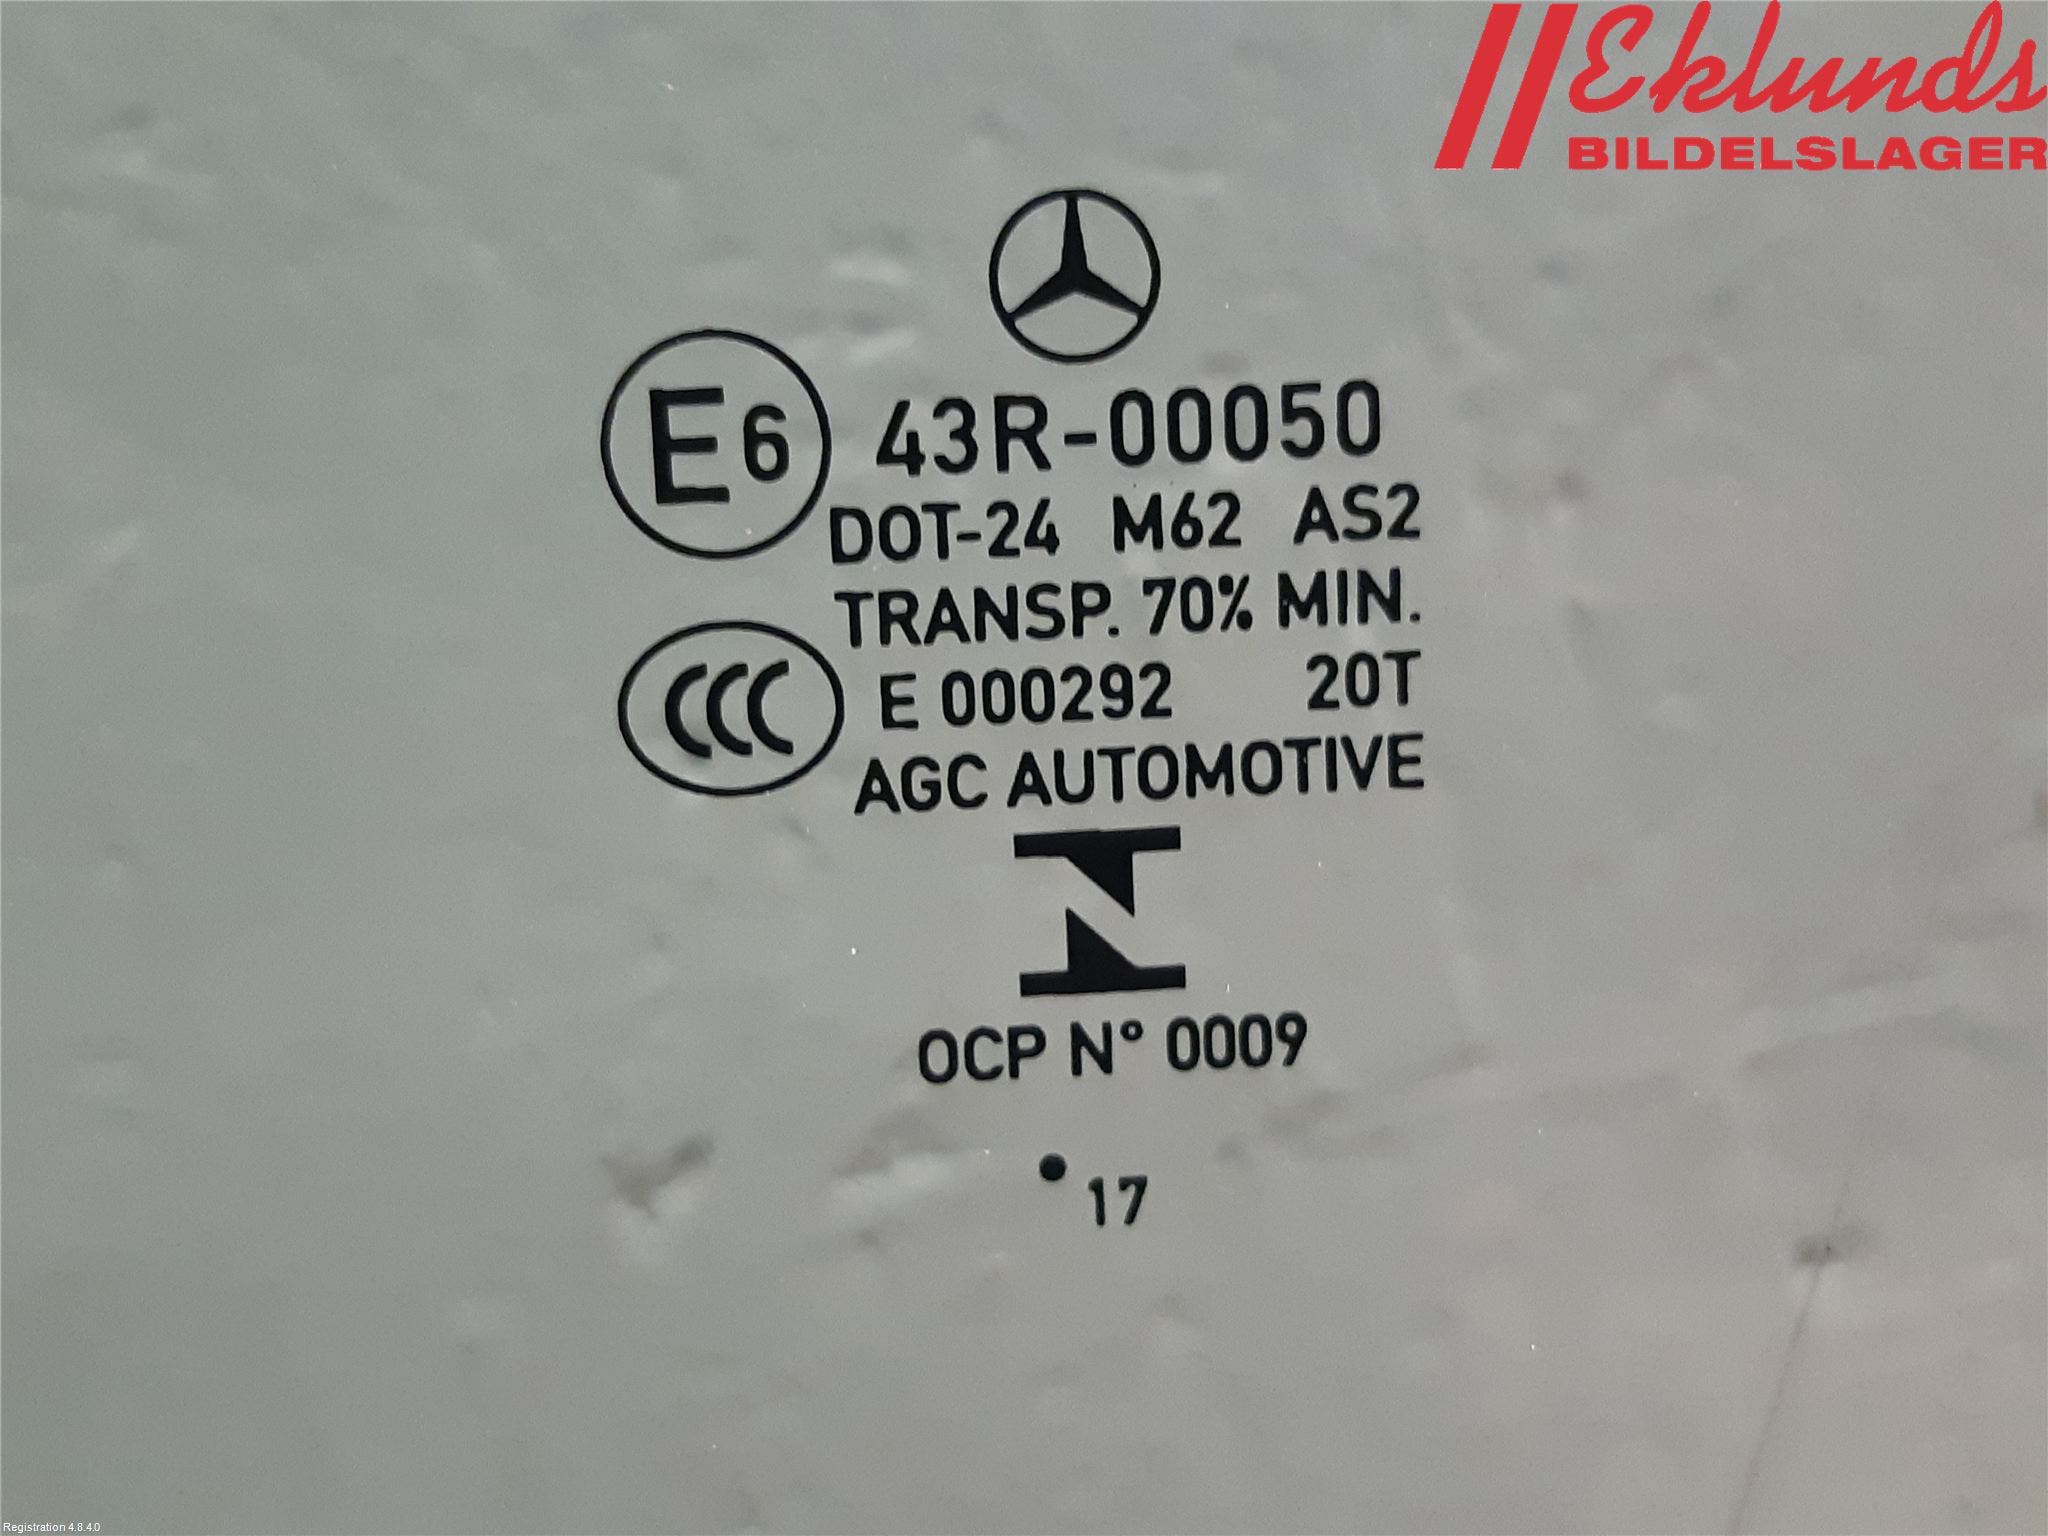 Eklunds
BILDELSLAGER
E6 43R-00050
DOT-24 M62 AS2
TRANSP. 70% MIN.
CCC E 000292 20T
AGC AUTOMOTIVE
OCP N° 0009
• 17
Registration 4.8.4.0